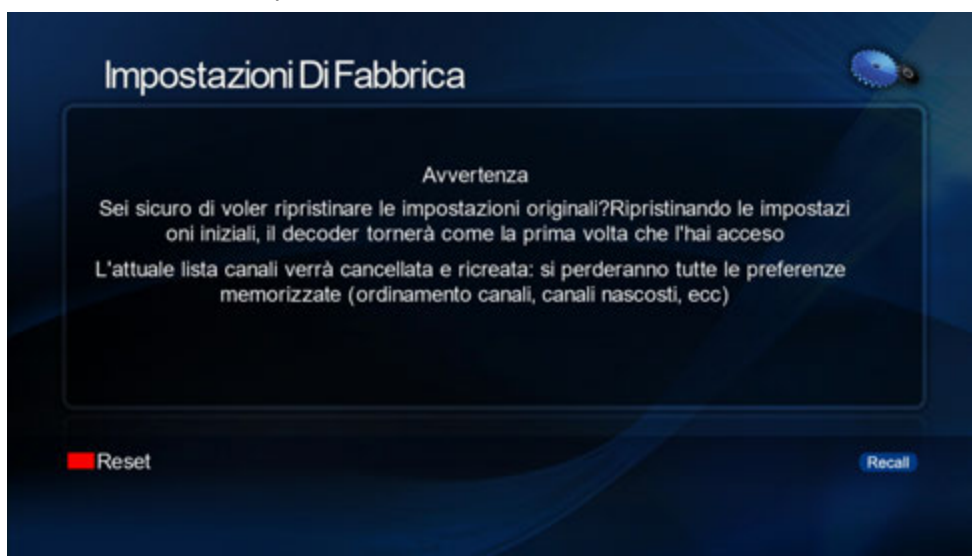 Impostazioni Di Fabbrica
Avvertenza
Sei sicuro di voler ripristinare le impostazioni originali?Ripristinando le impostazi
oni iniziali, il decoder tornerà come la prima volta che l'hai acceso
L'attuale lista canali verrà cancellata e ricreata: si perderanno tutte le preferenze
memorizzate (ordinamento canali, canali nascosti, ecc)
Reset
Recall